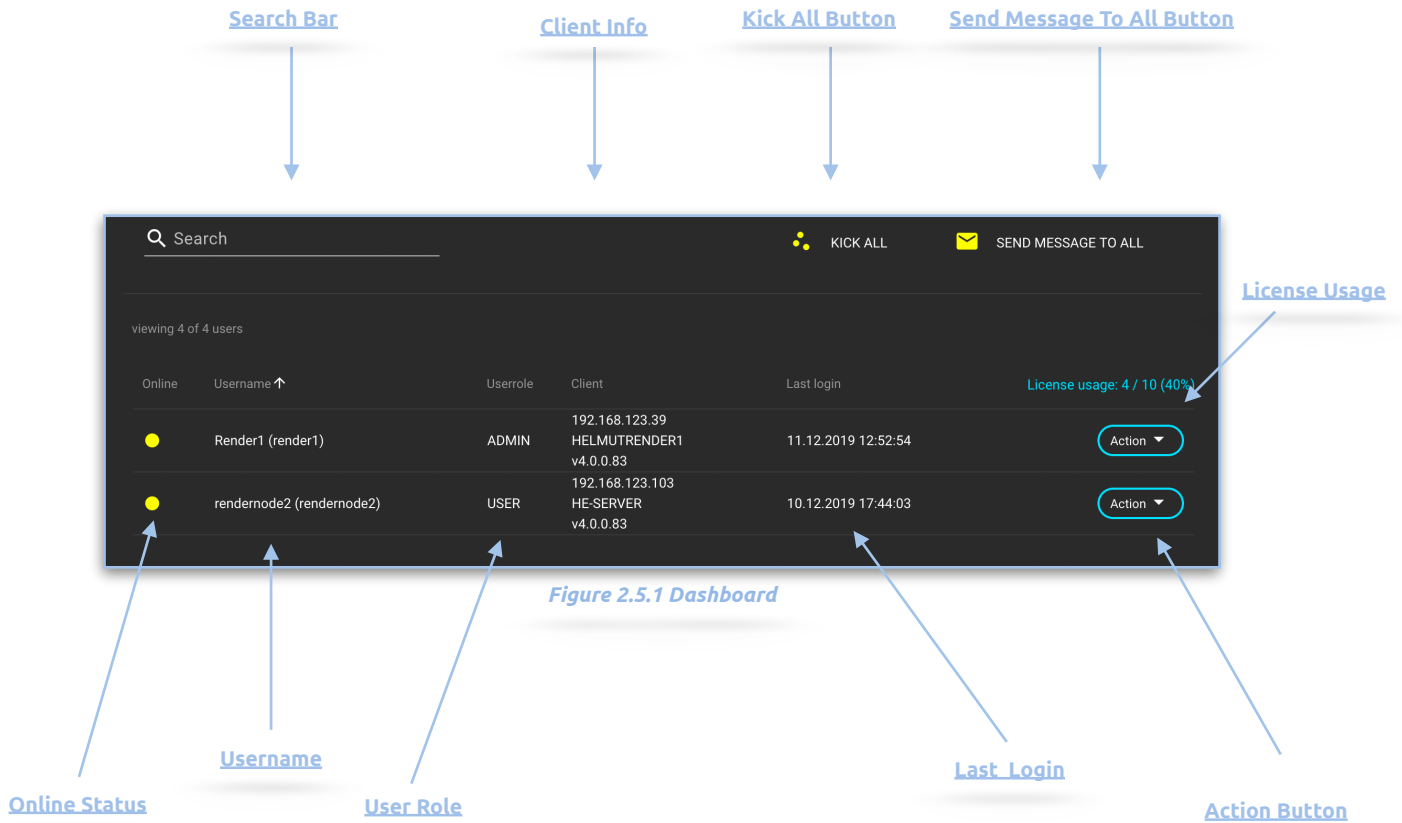 Search Bar
Client Info
Kick All Button
Send Message To All Button
Search
KICK ALL
SEND MESSAGE TO ALL
License Usage
viewing 4 of 4 users
Online
Username
Userrole
Client
Last login
License usage: 4 / 10 (40%)
192.168.123.39
Render1 (render1)
ADMIN
HELMUTRENDER1
11.12.2019 12:52:54
Action
v4.0.0.83
192.168.123.103
rendernode2 (rendernode2)
USER
HE-SERVER
10.12.2019 17:44:03
Action
v4.0.0.83
Figure 2.5.1 Dashboard
Username
Last Login
Online Status
User Role
Action Button